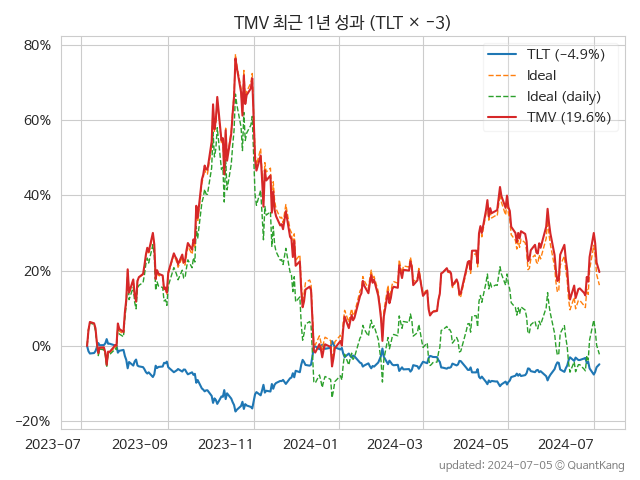 TMV 최근 1년 성과 (TLT × -3)
80%
60%
40%
20%
0%
-20%
TLT (-4.9%)
Ideal
Ideal (daily)
TMV (19.6%)
2023-07 2023-09 2023-11 2024-01 2024-03 2024-05 2024-07
updated: 2024-07-05 © QuantKang